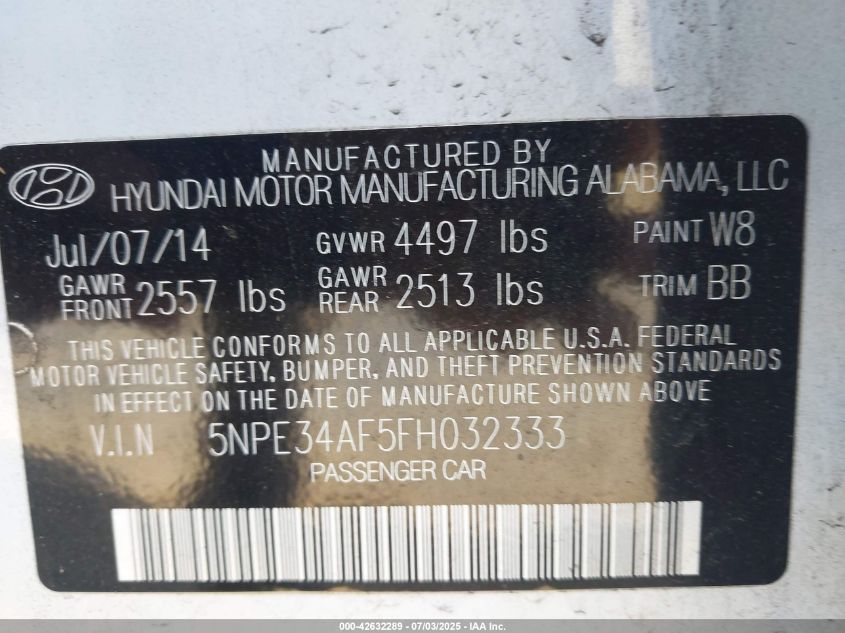 MANUFACTURED BY
HYUNDAI MOTOR MANUFACTURING ALABAMA, LLC
Jul/07/14 GVWR 4497 lbs PAINT W8
GAWR FRONT 2557 lbs GAWR REAR 2513 lbs TRIM BB
THIS VEHICLE CONFORMS TO ALL APPLICABLE U.S.A. FEDERAL
MOTOR VEHICLE SAFETY, BUMPER, AND THEFT PREVENTION STANDARDS
IN EFFECT ON THE DATE OF MANUFACTURE SHOWN ABOVE
V.I.N 5NPE34AF5FH032333
PASSENGER CAR
000-42632289 - 07/03/2025 - IAA Inc.